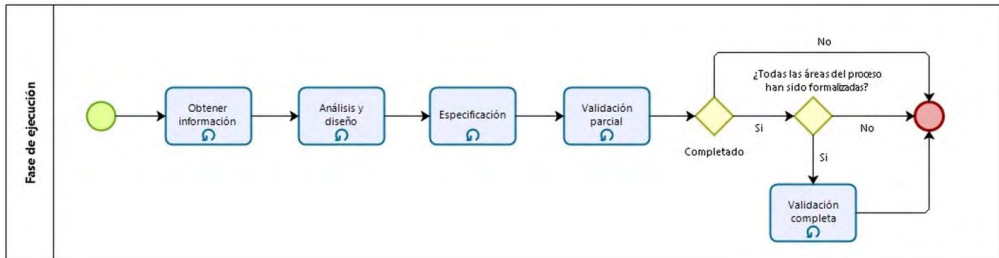 Fase de ejecución
Obtener
información
Análisis y
diseño
Especificación
Validación
parcial
Completado
No
¿Todas las áreas del proceso
han sido formalizadas?
Si
No
Si
Validación
completa